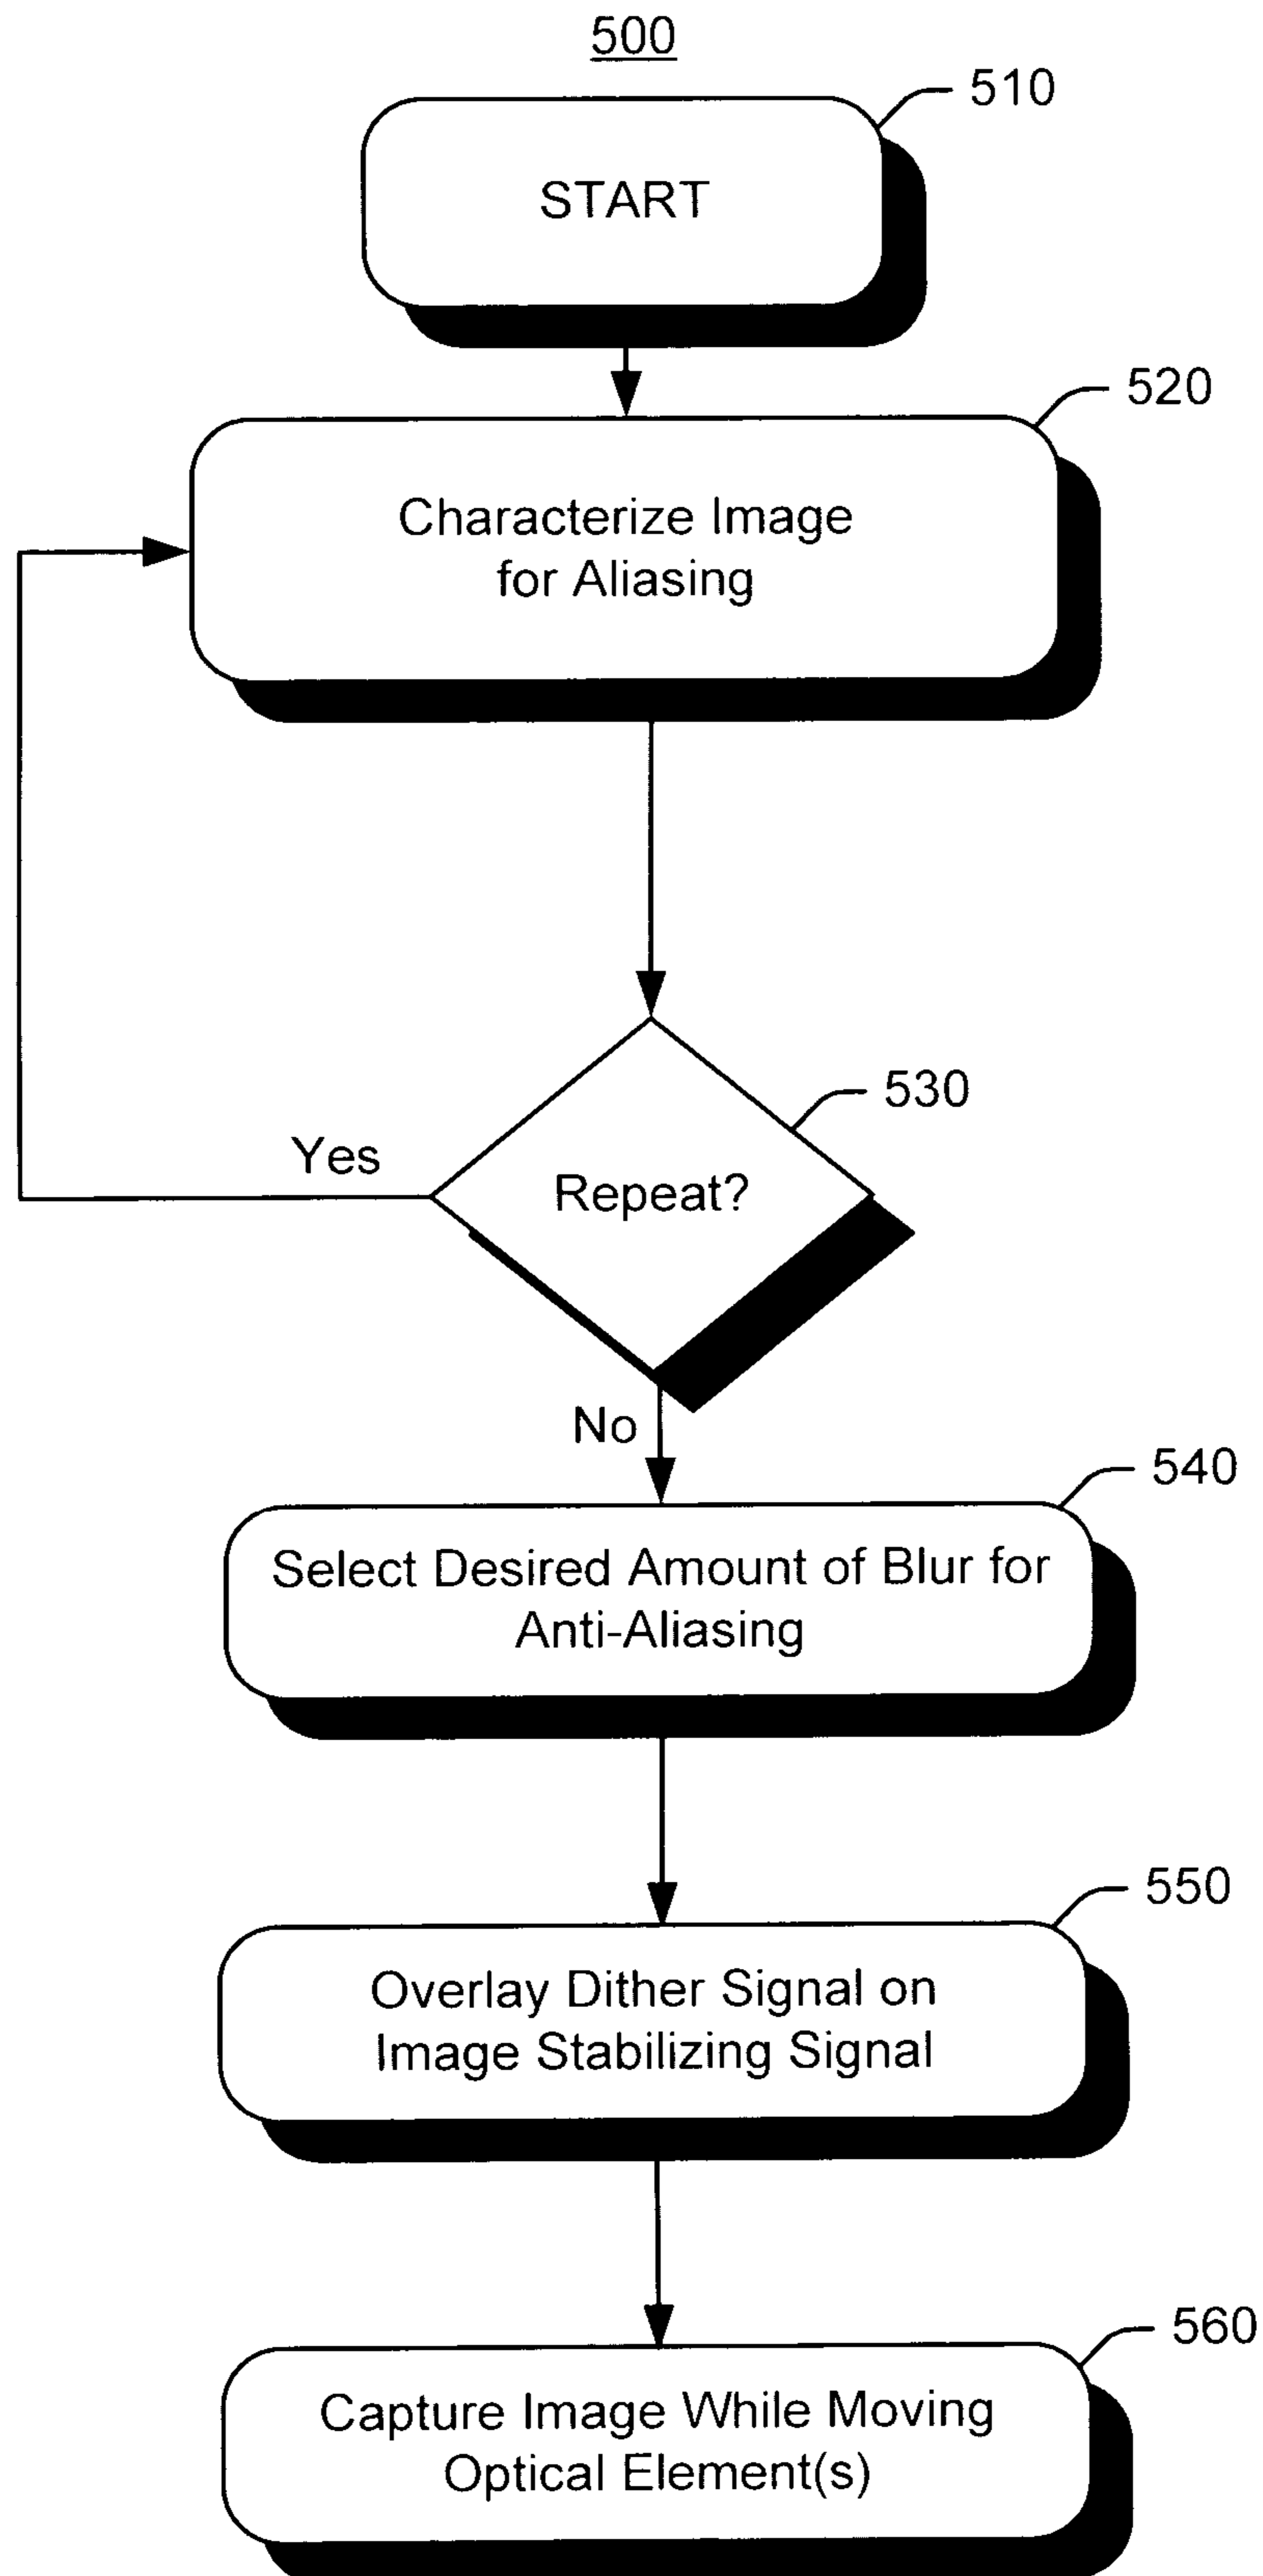 500
510
START
520
Characterize Image
for Aliasing
530
Yes
Repeat?
No
540
Select Desired Amount of Blur for
Anti-Aliasing
550
Overlay Dither Signal on
Image Stabilizing Signal
560
Capture Image While Moving
Optical Element(s)